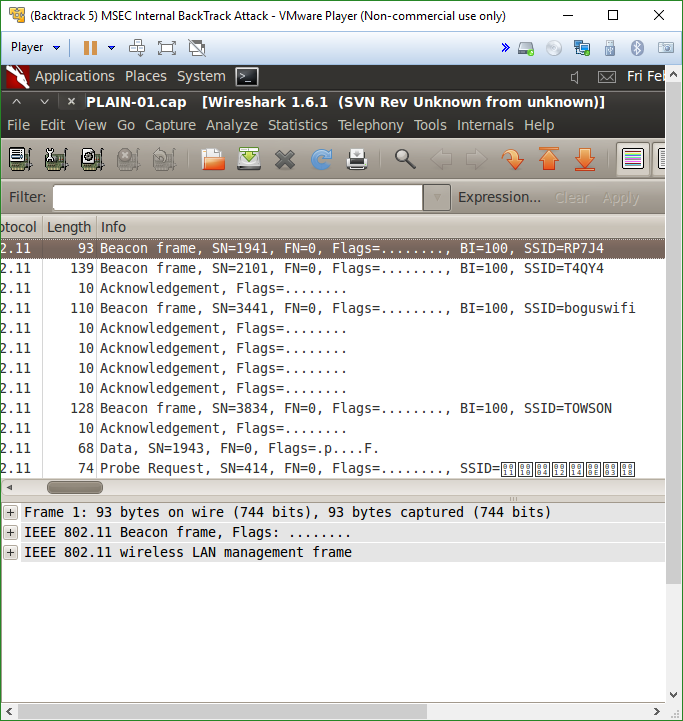 (Backtrack 5) MSEC Internal BackTrack Attack - VMware Player (Non-commercial use only)
Player
Applications Places System Fri Fe
PLAIN-01.cap [Wireshark 1.6.1 (SVN Rev Unknown from unknown)]
File Edit View Go Capture Analyze Statistics Telephony Tools Internals Help
Filter: Expression... Clear Apply
otocol Length Info
2.11 93 Beacon frame, SN=1941, FN=0, Flags=........, BI=100, SSID=RP7J4
2.11 139 Beacon frame, SN=2101, FN=0, Flags=........, BI=100, SSID=T4QY4
2.11 10 Acknowledgement, Flags=........
2.11 110 Beacon frame, SN=3441, FN=0, Flags=........, BI=100, SSID=boguswifi
2.11 10 Acknowledgement, Flags=........
2.11 10 Acknowledgement, Flags=........
2.11 10 Acknowledgement, Flags=........
2.11 10 Acknowledgement, Flags=........
2.11 128 Beacon frame, SN=3834, FN=0, Flags=........, BI=100, SSID=TOWSON
2.11 10 Acknowledgement, Flags=........
2.11 68 Data, SN=1943, FN=0, Flags=.p....F.
2.11 74 Probe Request, SN=414, FN=0, Flags=........, SSID=
Frame 1: 93 bytes on wire (744 bits), 93 bytes captured (744 bits)
IEEE 802.11 Beacon frame, Flags: ........
IEEE 802.11 wireless LAN management frame